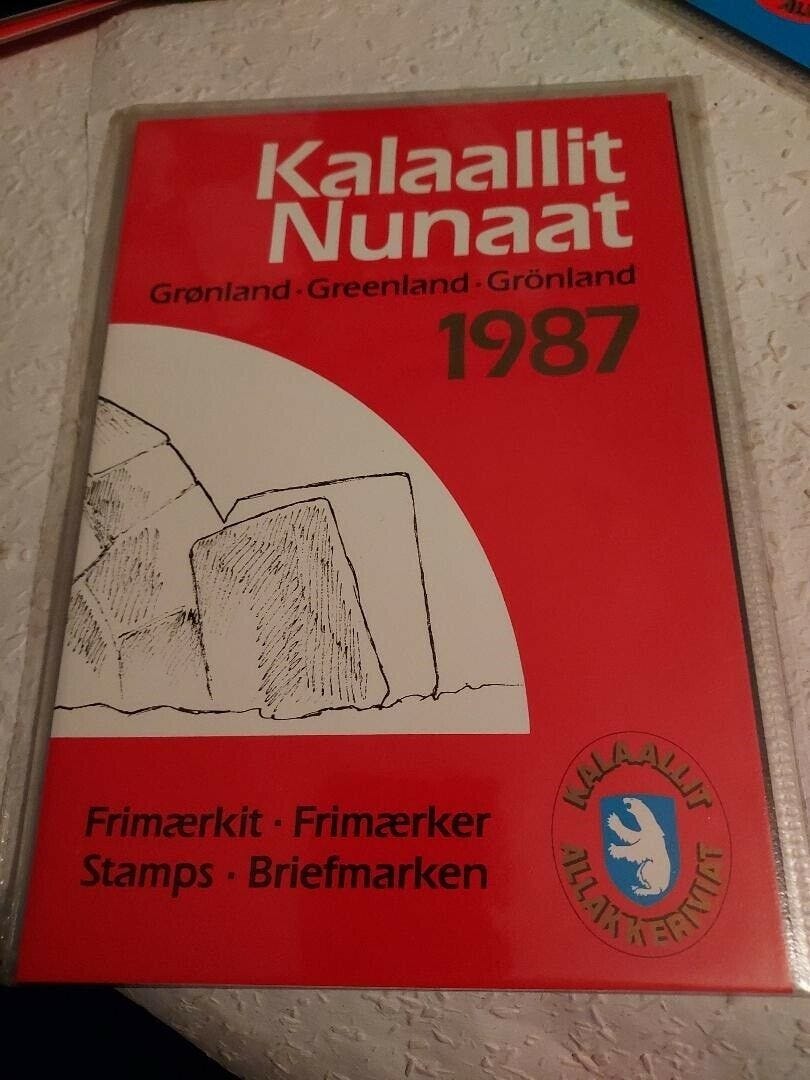 Kalaallit
Nunaat
Grønland · Greenland · Grönland
1987
Frimærkit · Frimærker
Stamps · Briefmarken
KALAALLIT
ALLAKKERIVIAT